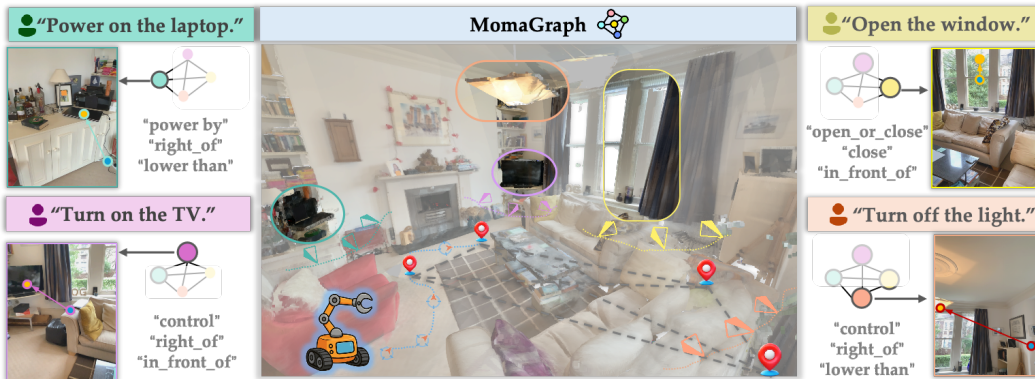 "Power on the laptop."
"power by"
"right_of"
"lower than"
"Turn on the TV."
"control"
"right_of"
"in_front_of"
MomaGraph
"Open the window."
"open_or_close"
"close"
"in_front_of"
"Turn off the light."
"control"
"right_of"
"lower than"